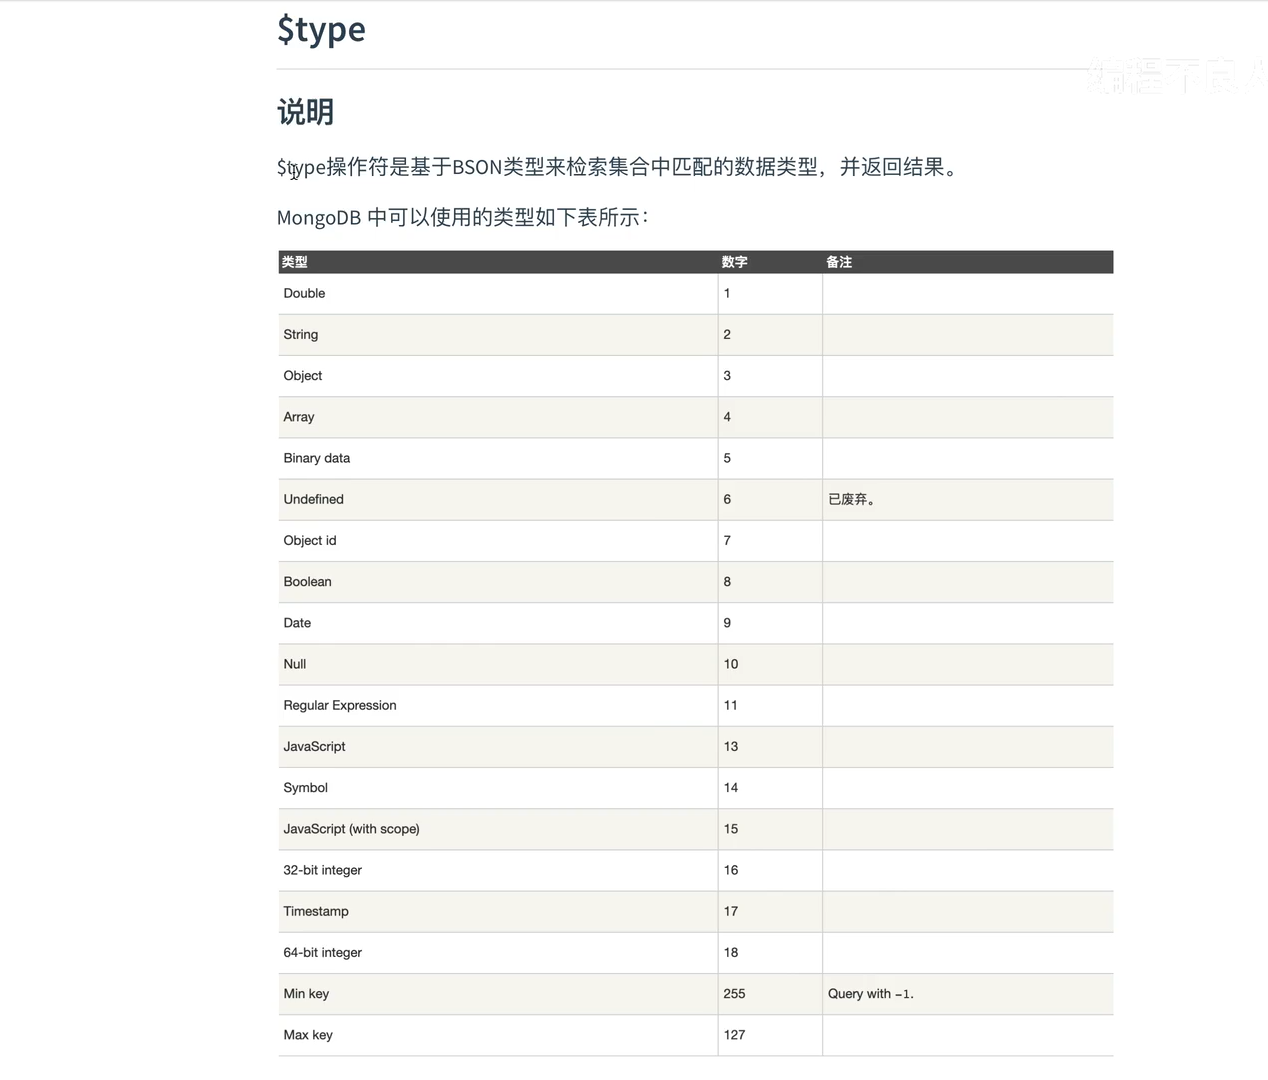 $type
编程不良人
说明
$type操作符是基于BSON类型来检索集合中匹配的数据类型，并返回结果。
MongoDB 中可以使用的类型如下表所示：
类型 数字 备注
Double 1
String 2
Object 3
Array 4
Binary data 5
Undefined 6 已废弃。
Object id 7
Boolean 8
Date 9
Null 10
Regular Expression 11
JavaScript 13
Symbol 14
JavaScript (with scope) 15
32-bit integer 16
Timestamp 17
64-bit integer 18
Min key 255 Query with -1.
Max key 127